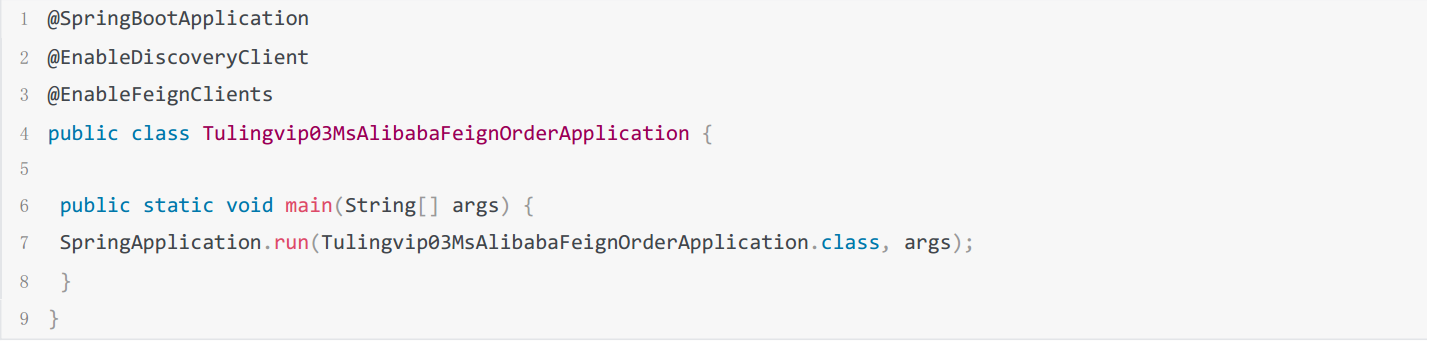 1 @SpringBootApplication
2 @EnableDiscoveryClient
3 @EnableFeignClients
4 public class Tulingvip03MsAlibabaFeignOrderApplication {
5
6 public static void main(String[] args) {
7 SpringApplication.run(Tulingvip03MsAlibabaFeignOrderApplication.class, args);
8 }
9 }